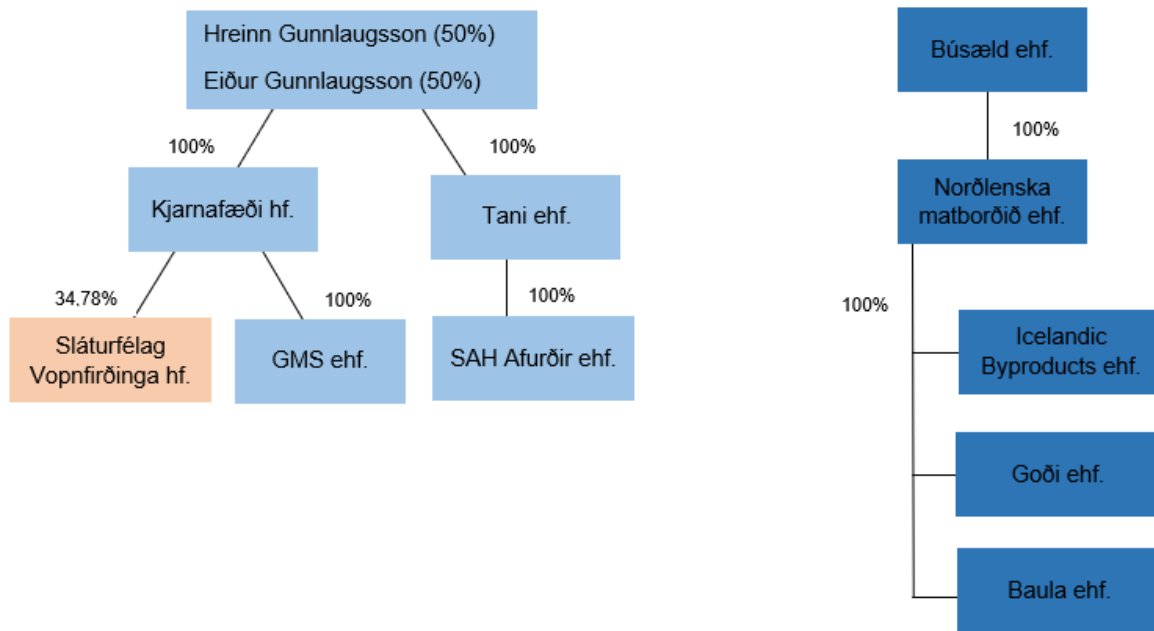 Hreinn Gunnlaugsson (50%)
Eiður Gunnlaugsson (50%)
100%
100%
Kjarnafæði hf.
Tani ehf.
34,78%
100%
100%
Sláturfélag
Vopnfirðinga hf.
GMS ehf.
SAH Afurðir ehf.
Búsæld ehf.
100%
Norðlenska
matborðið ehf.
100%
Icelandic
Byproducts ehf.
Goði ehf.
Baula ehf.